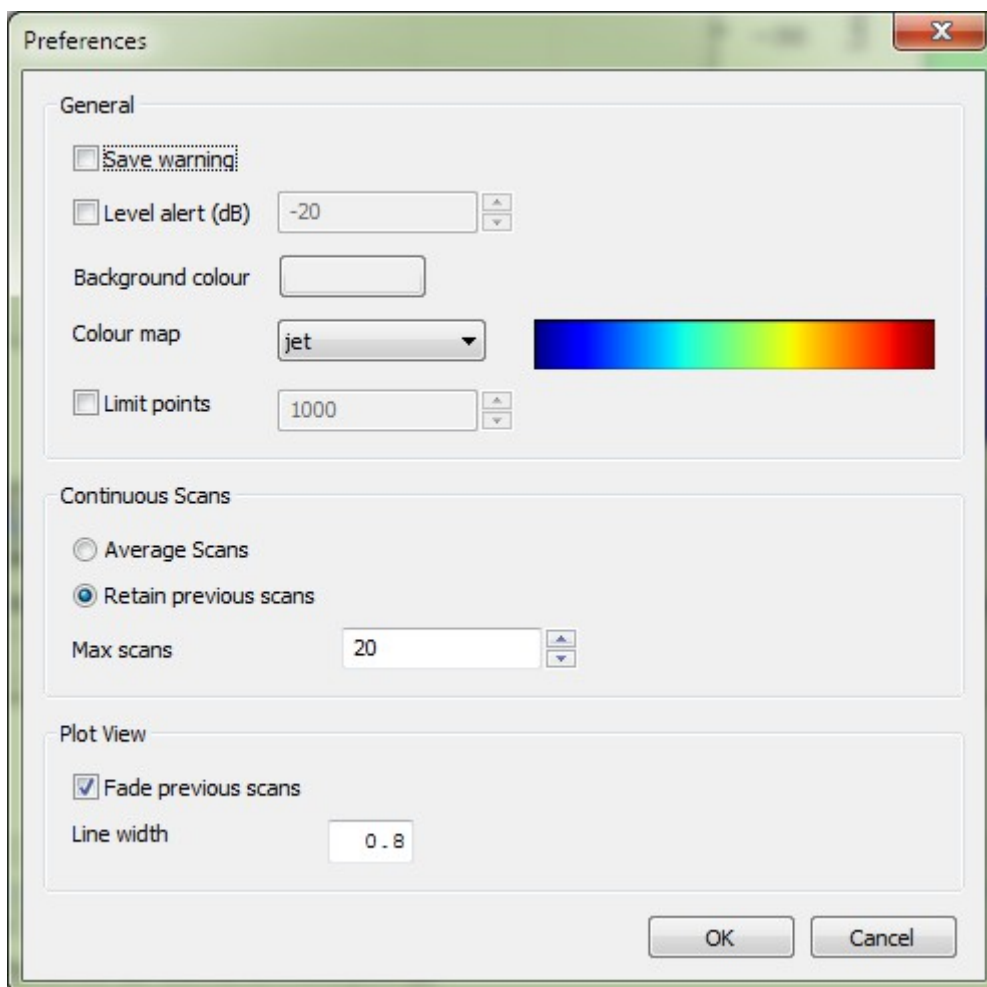 Preferences
General
Save warning
Level alert (dB) -20
Background colour
Colour map jet
Limit points 1000
Continuous Scans
Average Scans
Retain previous scans
Max scans 20
Plot View
Fade previous scans
Line width 0.8
OK Cancel